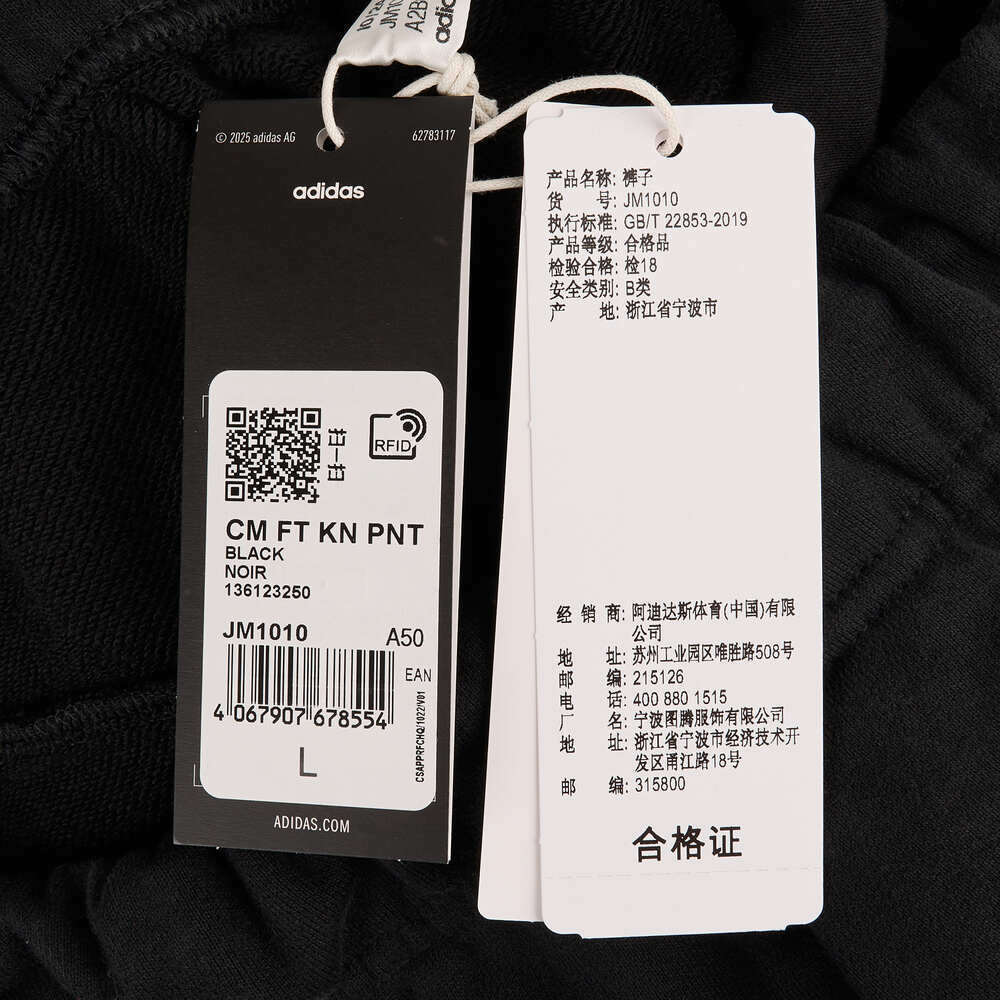 © 2025 adidas AG
62783117
adidas
RFID
扫一扫
CM FT KN PNT
BLACK
NOIR
136123250
JM1010
A50
EAN
4 067907 678554
CSAPPRFCHQ/1022/V01
L
ADIDAS.COM
产品名称: 裤子
货 号: JM1010
执行标准: GB/T 22853-2019
产品等级: 合格品
检验合格: 检18
安全类别: B类
产 地: 浙江省宁波市
经 销 商: 阿迪达斯体育(中国)有限
公司
地 址: 苏州工业园区唯胜路508号
邮 编: 215126
电 话: 400 880 1515
厂 名: 宁波图腾服饰有限公司
地 址: 浙江省宁波市经济技术开
发区甬江路18号
邮 编: 315800
合格证